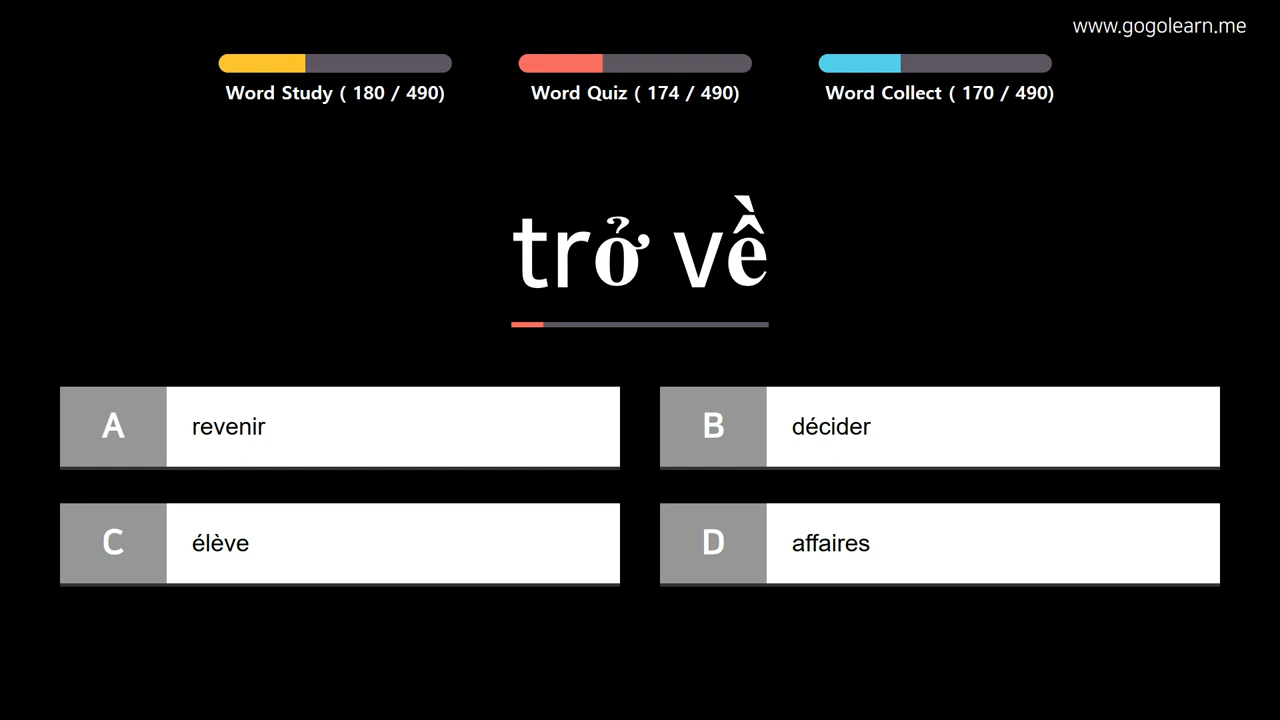 www.gogolearn.me
Word Study ( 180 / 490)
Word Quiz ( 174 / 490)
Word Collect ( 170 / 490)
trở về
A
revenir
B
décider
C
élève
D
affaires